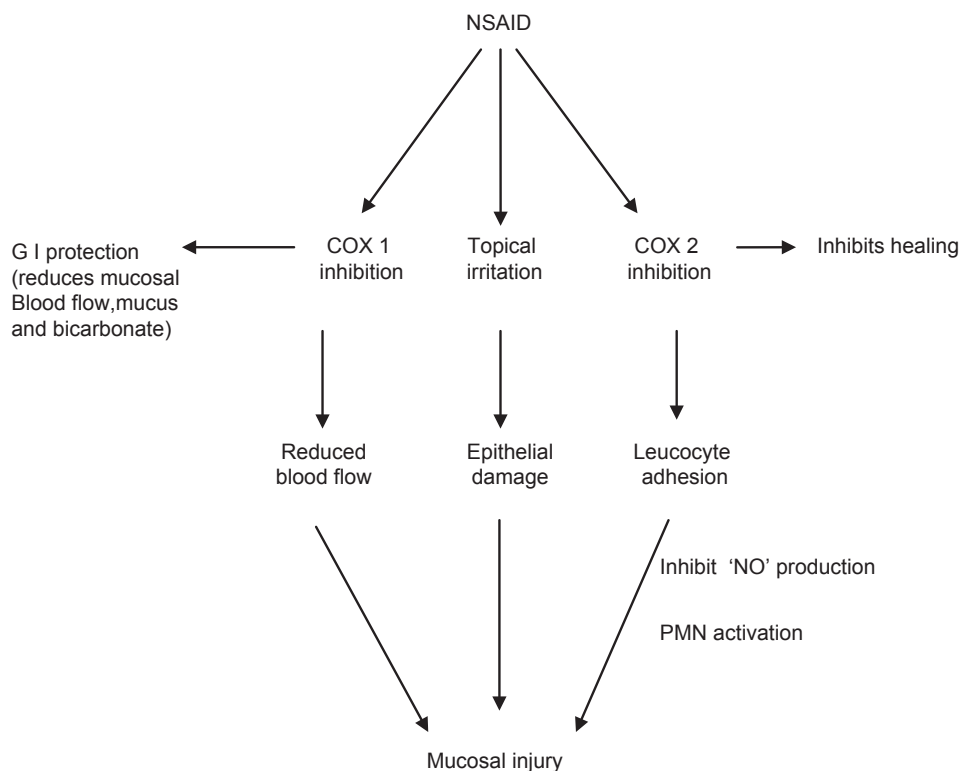 NSAID
G I protection
(reduces mucosal
Blood flow,mucus
and bicarbonate)
COX 1
inhibition
Topical
irritation
COX 2
inhibition
Inhibits healing
Reduced
blood flow
Epithelial
damage
Leucocyte
adhesion
Inhibit ‘NO’ production
PMN activation
Mucosal injury